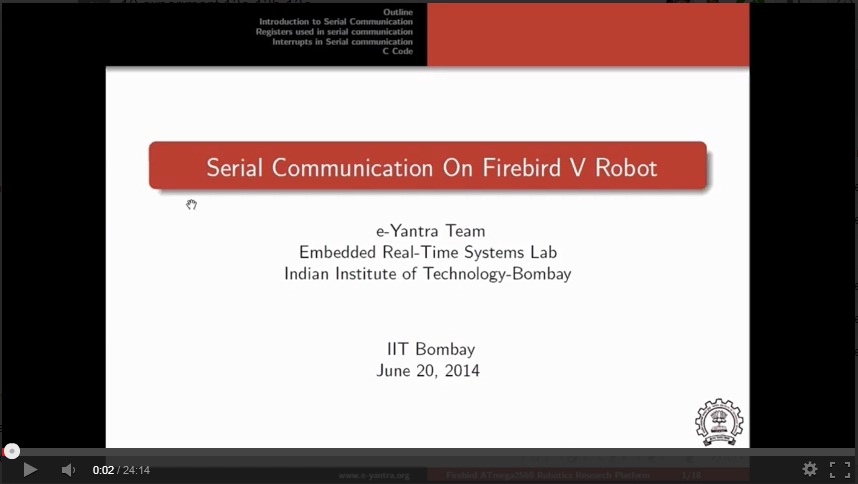 Outline
Introduction to Serial Communication
Registers used in serial communication
Interrupts in Serial communication
C Code
Serial Communication On Firebird V Robot
e-Yantra Team
Embedded Real-Time Systems Lab
Indian Institute of Technology-Bombay
IIT Bombay
June 20, 2014
0:02 / 24:14
www.e-yantra.org
Firebird ATmega2560 Robotics Research Platform